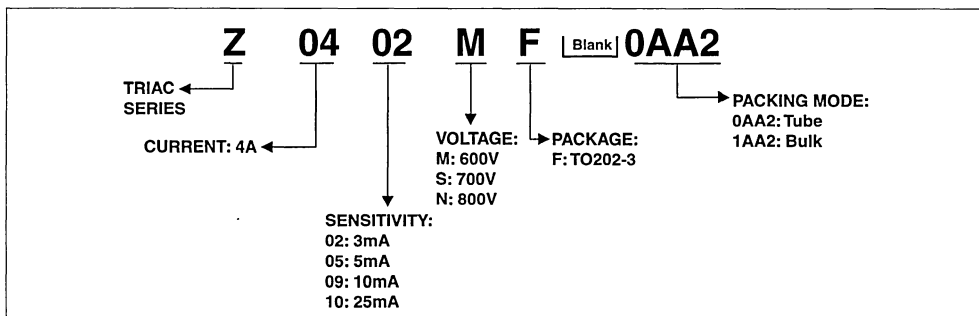 Z 04 02 M F Blank 0AA2
TRIAC
SERIES
CURRENT: 4A
SENSITIVITY:
02: 3mA
05: 5mA
09: 10mA
10: 25mA
VOLTAGE:
M: 600V
S: 700V
N: 800V
PACKAGE:
F: TO202-3
PACKING MODE:
0AA2: Tube
1AA2: Bulk